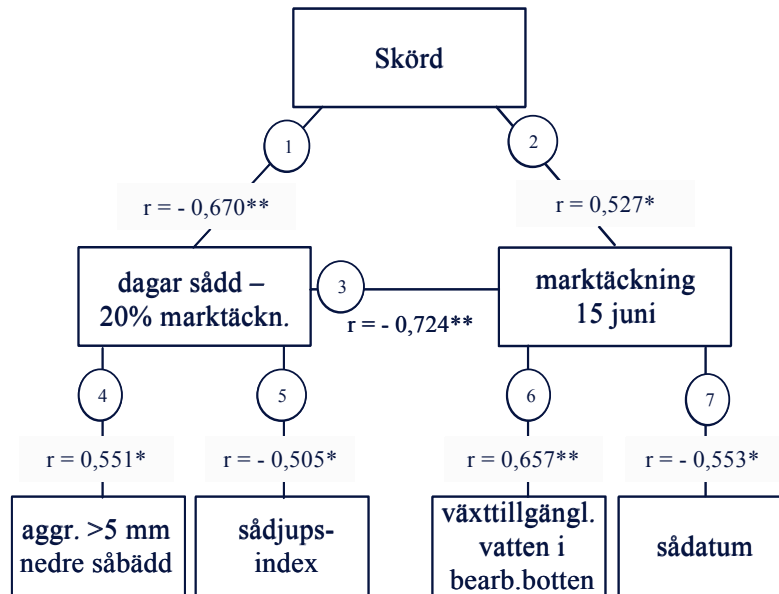 Skörd
1
2
r = - 0,670**
r = 0,527*
dagar sådd –
20% marktäckn.
3
r = - 0,724**
marktäckning
15 juni
4
5
6
7
r = 0,551*
r = - 0,505*
r = 0,657**
r = - 0,553*
aggr. >5 mm
nedre såbädd
sådjups-
index
växttillgängl.
vatten i
bearb.botten
sådatum